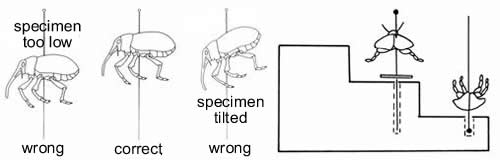 specimen
too low
wrong
correct
specimen
tilted
wrong